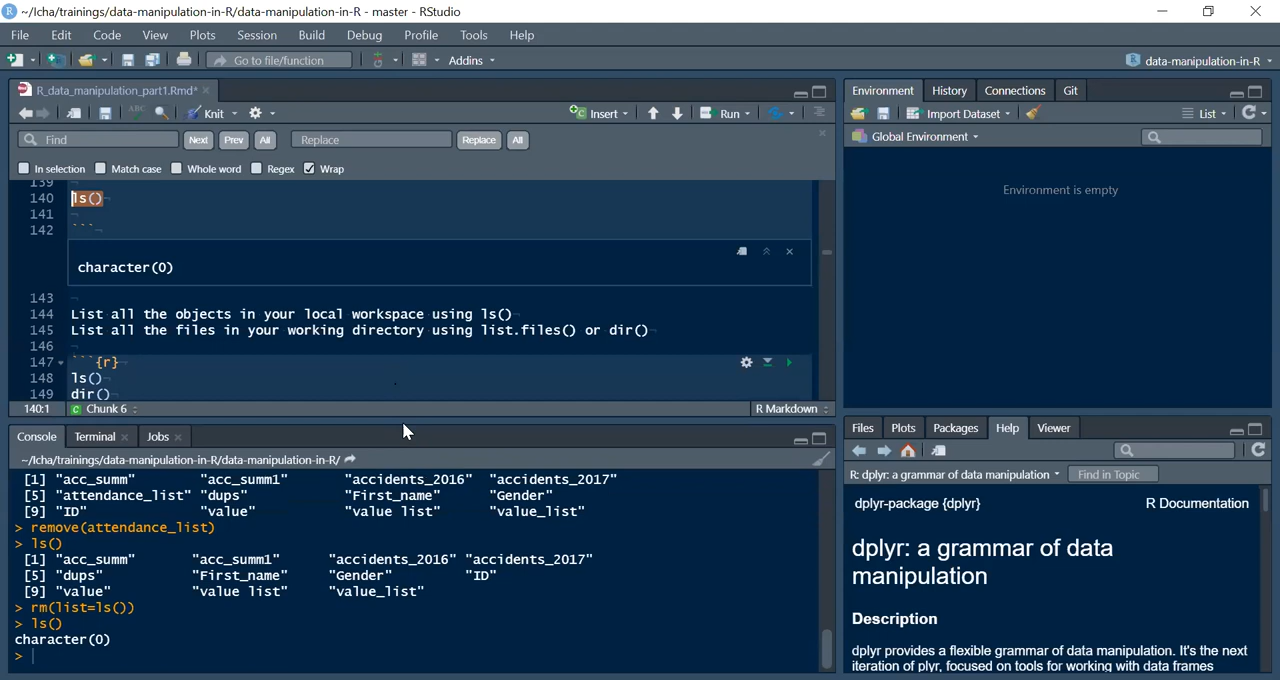 ~/Icha/trainings/data-manipulation-in-R/data-manipulation-in-R - master - RStudio
File Edit Code View Plots Session Build Debug Profile Tools Help
Go to file/function Addins data-manipulation-in-R
R_data_manipulation_part1.Rmd*
ABC Knit Insert Run
Find Next Prev All Replace Replace All
In selection Match case Whole word Regex Wrap
139
140 ls()
141
142 ```
character(0)
143
144 List all the objects in your local workspace using ls()
145 List all the files in your working directory using list.files() or dir()
146
147 ```{r}
148 ls()
149 dir()
140:1 Chunk 6 R Markdown
Console Terminal Jobs
~/Icha/trainings/data-manipulation-in-R/data-manipulation-in-R/
[1] "acc_summ" "acc_summ1" "accidents_2016" "accidents_2017"
[5] "attendance_list" "dups" "First_name" "Gender"
[9] "ID" "value" "value list" "value_list"
> remove(attendance_list)
> ls()
[1] "acc_summ" "acc_summ1" "accidents_2016" "accidents_2017"
[5] "dups" "First_name" "Gender" "ID"
[9] "value" "value list" "value_list"
> rm(list=ls())
> ls()
character(0)
>
Environment History Connections Git
Import Dataset List
Global Environment
Environment is empty
Files Plots Packages Help Viewer
R: dplyr: a grammar of data manipulation Find in Topic
dplyr-package {dplyr} R Documentation
dplyr: a grammar of data
manipulation
Description
dplyr provides a flexible grammar of data manipulation. It's the next
iteration of plyr, focused on tools for working with data frames